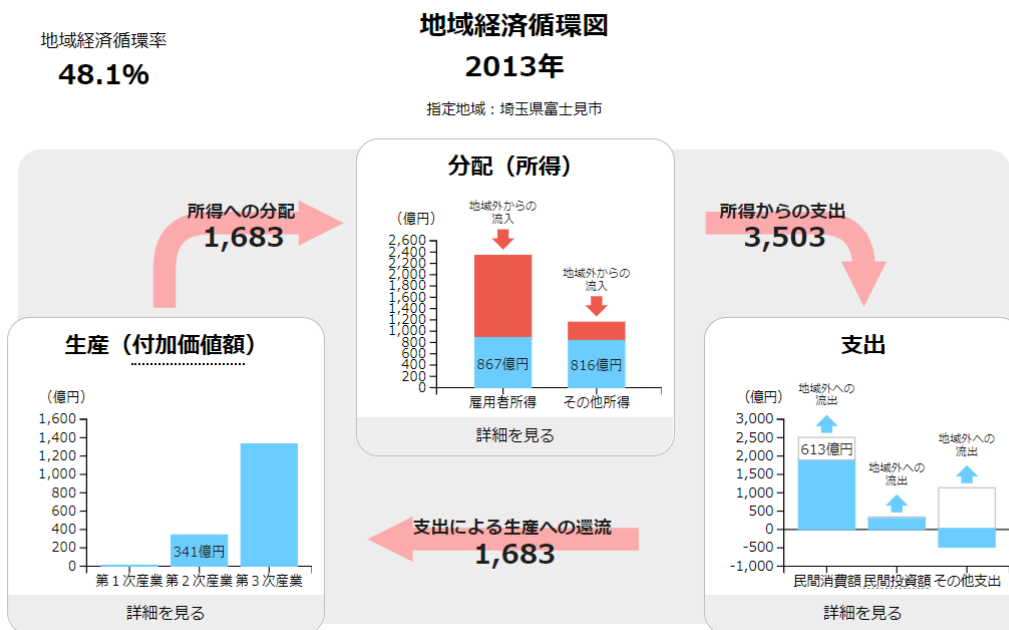 地域経済循環率
48.1%
地域経済循環図
2013年
指定地域：埼玉県富士見市
所得への分配
1,683
分配（所得）
（億円）
地域外からの
流入
地域外からの
流入
2,600
2,400
2,200
2,000
1,800
1,600
1,400
1,200
1,000
800
600
400
200
0
867億円
816億円
雇用者所得
その他所得
詳細を見る
所得からの支出
3,503
生産（付加価値額）
（億円）
1,600
1,400
1,200
1,000
800
600
400
200
0
341億円
第１次産業
第２次産業
第３次産業
詳細を見る
支出による生産への還流
1,683
支出
（億円）
地域外への
流出
地域外への
流出
地域外への
流出
3,000
2,500
2,000
1,500
1,000
500
0
-500
-1,000
613億円
民間消費額
民間投資額
その他支出
詳細を見る